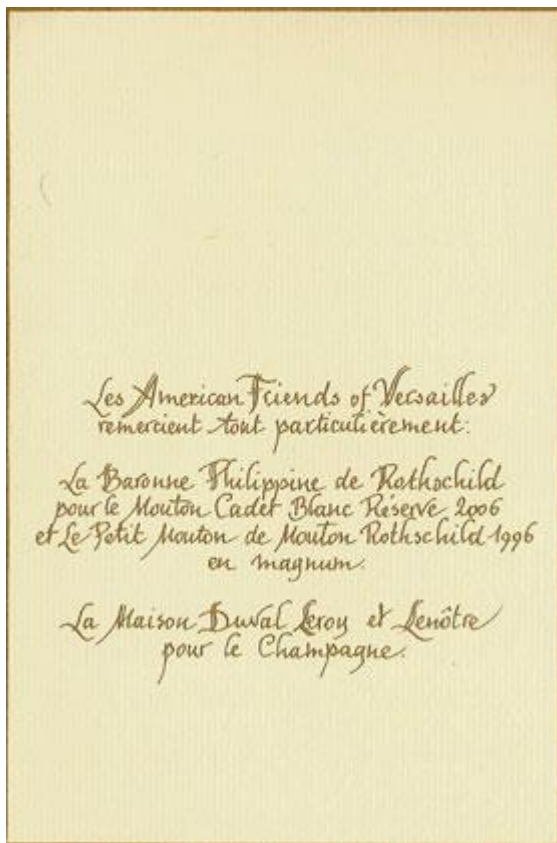 Les American Friends of Versailles
remercient tout particulièrement:
La Baronne Philippine de Rothschild
pour le Mouton Cadet Blanc Réserve 2006
et Le Petit Mouton de Mouton Rothschild 1996
en magnum.
La Maison Duval Leroy et Lenôtre
pour le Champagne.